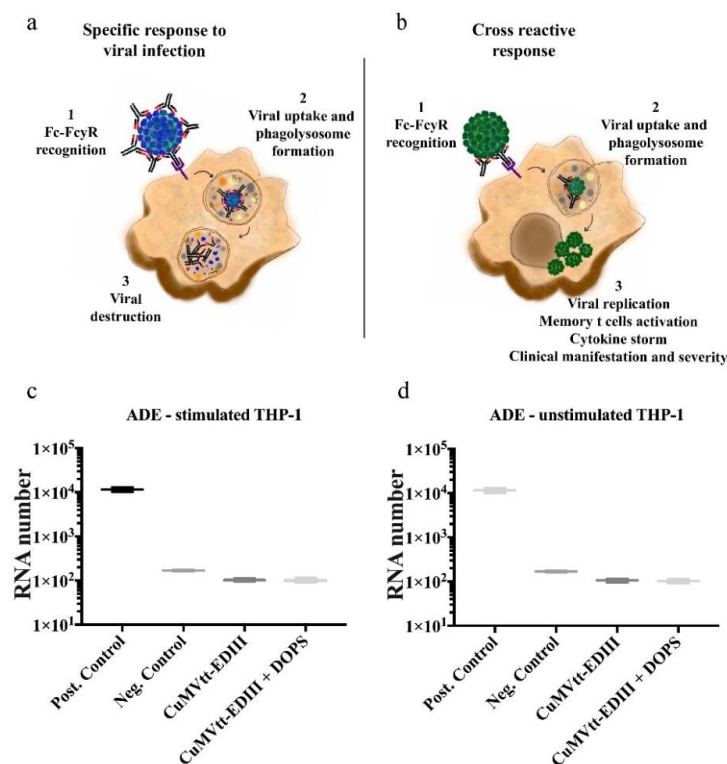 a
Specific response to
viral infection
1
Fc-FcyR
recognition
2
Viral uptake and
phagolysosome
formation
3
Viral
destruction
b
Cross reactive
response
1
Fc-FcyR
recognition
2
Viral uptake and
phagolysosome
formation
3
Viral replication
Memory t cells activation
Cytokine storm
Clinical manifestation and severity
c
ADE - stimulated THP-1
RNA number
1×10⁵
1×10⁴
1×10³
1×10²
1×10¹
Post. Control
Neg. Control
CuMVtt-EDIII
CuMVtt-EDIII + DOPS
d
ADE - unstimulated THP-1
RNA number
1×10⁵
1×10⁴
1×10³
1×10²
1×10¹
Post. Control
Neg. Control
CuMVtt-EDIII
CuMVtt-EDIII + DOPS